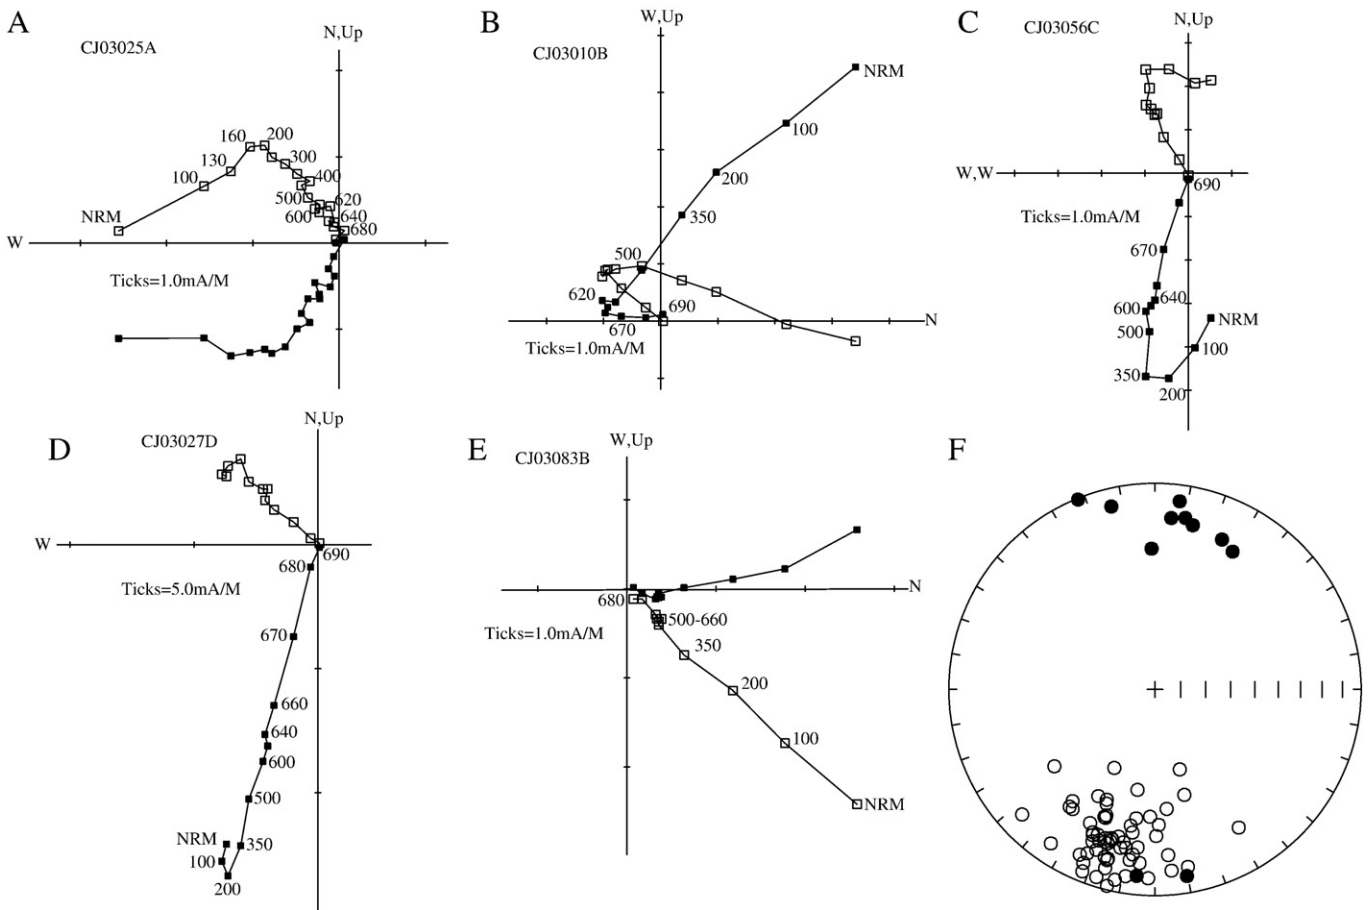 A
CJ03025A
N,Up
160
200
130
300
100
400
500
620
NRM
600
640
680
W
Ticks=1.0mA/M
B
W,Up
CJ03010B
NRM
100
200
350
500
620
690
N
670
Ticks=1.0mA/M
C
N,Up
CJ03056C
W,W
690
Ticks=1.0mA/M
670
640
600
NRM
500
100
350
200
D
N,Up
CJ03027D
W
690
680
Ticks=5.0mA/M
670
660
640
600
500
NRM
350
100
200
E
W,Up
CJ03083B
N
680
500-660
Ticks=1.0mA/M
350
200
100
NRM
F